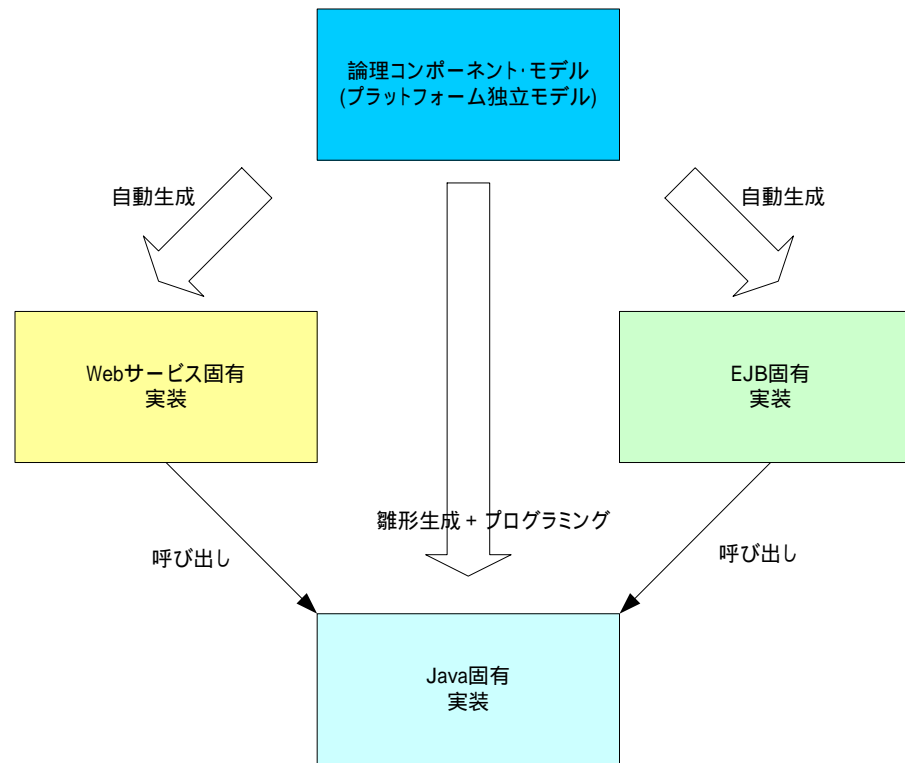 論理コンポーネント・モデル
(プラットフォーム独立モデル)
自動生成
自動生成
Webサービス固有
実装
EJB固有
実装
雛形生成 + プログラミング
呼び出し
呼び出し
Java固有
実装